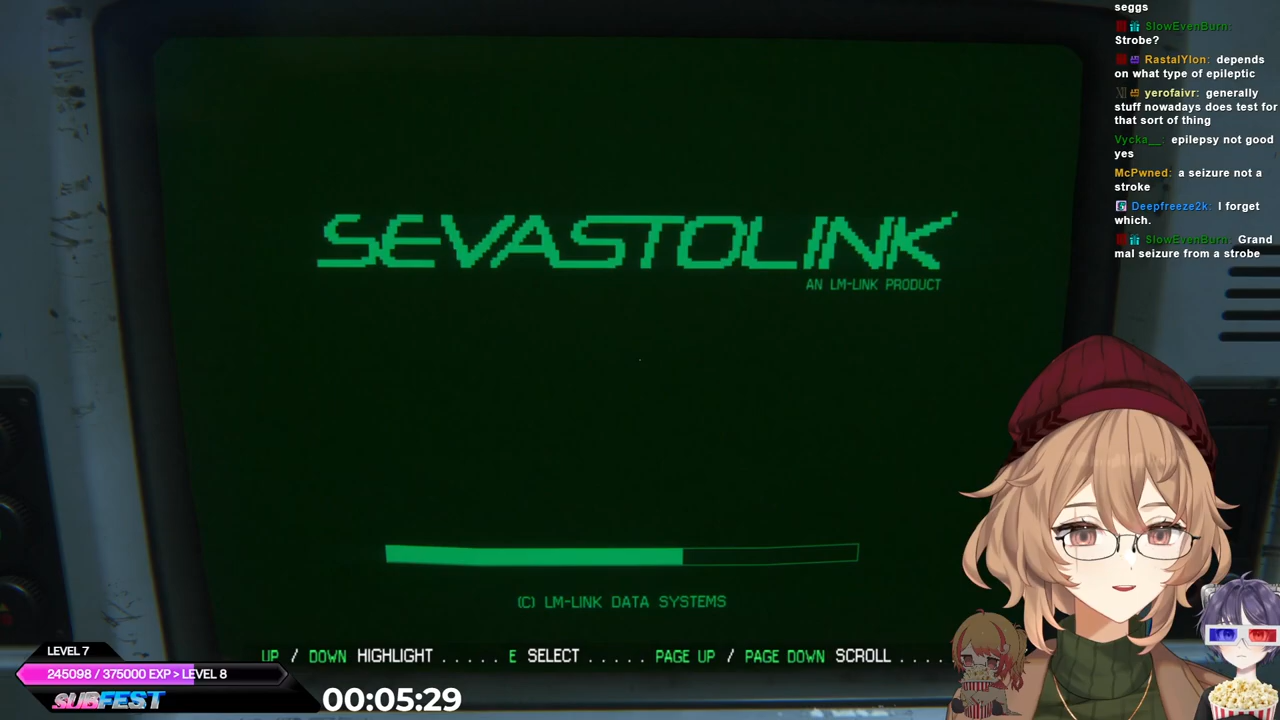 seggs
SlowEvenBurn:
Strobe?
RastalYlon: depends
on what type of epileptic
yerofaivr: generally
stuff nowadays does test for
that sort of thing
Vycka__: epilepsy not good
yes
McPwned: a seizure not a
stroke
Deepfreeze2k: I forget
which.
SlowEvenBurn: Grand
mal seizure from a strobe
SEVASTOLINK
AN LM-LINK PRODUCT
(C) LM-LINK DATA SYSTEMS
UP / DOWN HIGHLIGHT ..... E SELECT ..... PAGE UP / PAGE DOWN SCROLL .....
LEVEL 7
245098 / 375000 EXP > LEVEL 8
SUBFEST
00:05:29